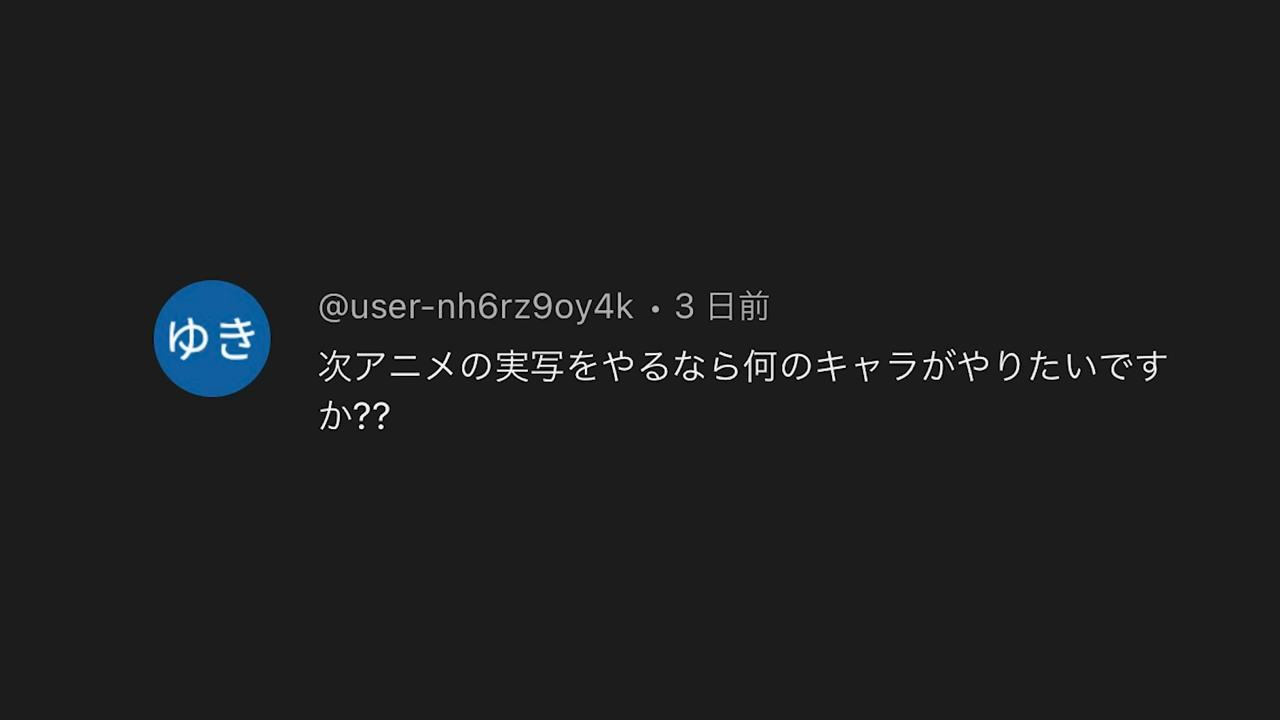 ゆき
@user-nh6rz9oy4k・3 日前
次アニメの実写をやるなら何のキャラがやりたいです
か??